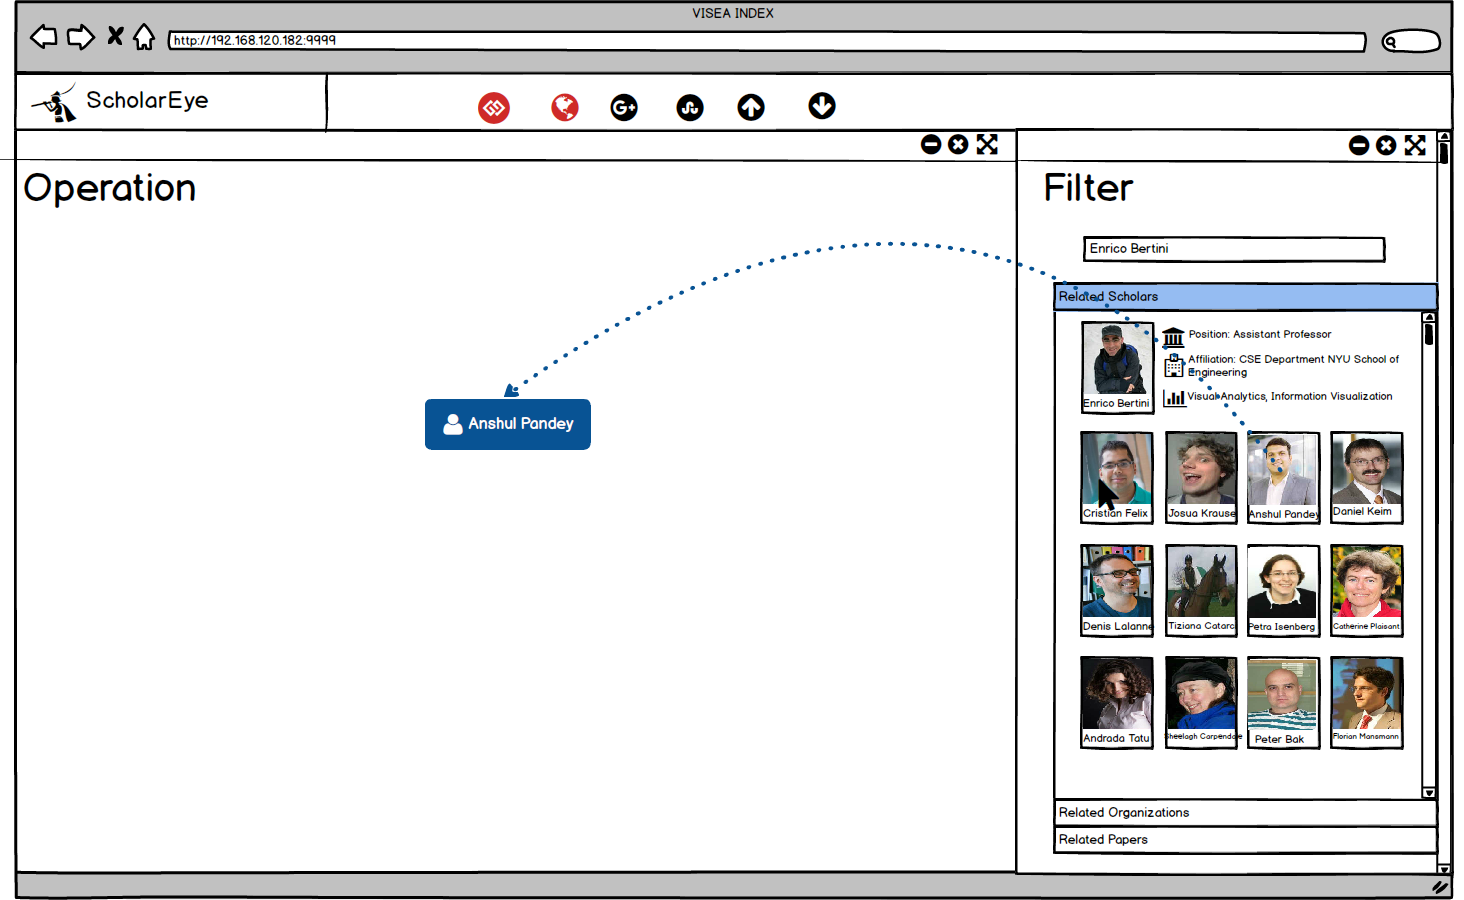 VISEA INDEX
http://192.168.120.182:9999
ScholarEye
Operation
Filter
Enrico Bertini
Related Scholars
Position: Assistant Professor
Affiliation: CSE Department NYU School of
Engineering
Visual Analytics, Information Visualization
Enrico Bertini
Anshul Pandey
Cristian Felix
Josua Krause
Anshul Pandey
Daniel Keim
Denis Lalanne
Tiziana Catarc
Petra Isenberg
Catherine Plaisant
Andrada Tatu
Sheelagh Carpendale
Peter Bak
Florian Mansmann
Related Organizations
Related Papers